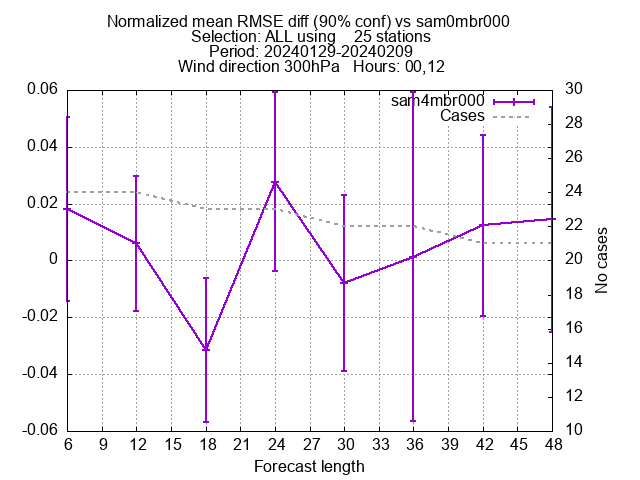 Normalized mean RMSE diff (90% conf) vs sam0mbr000
Selection: ALL using    25 stations
Period: 20240129-20240209
Wind direction 300hPa   Hours: 00,12
sam4mbr000
Cases
0.06
0.04
0.02
0
-0.02
-0.04
-0.06
30
28
26
24
22
20
18
16
14
12
10
No cases
6 9 12 15 18 21 24 27 30 33 36 39 42 45 48
Forecast length